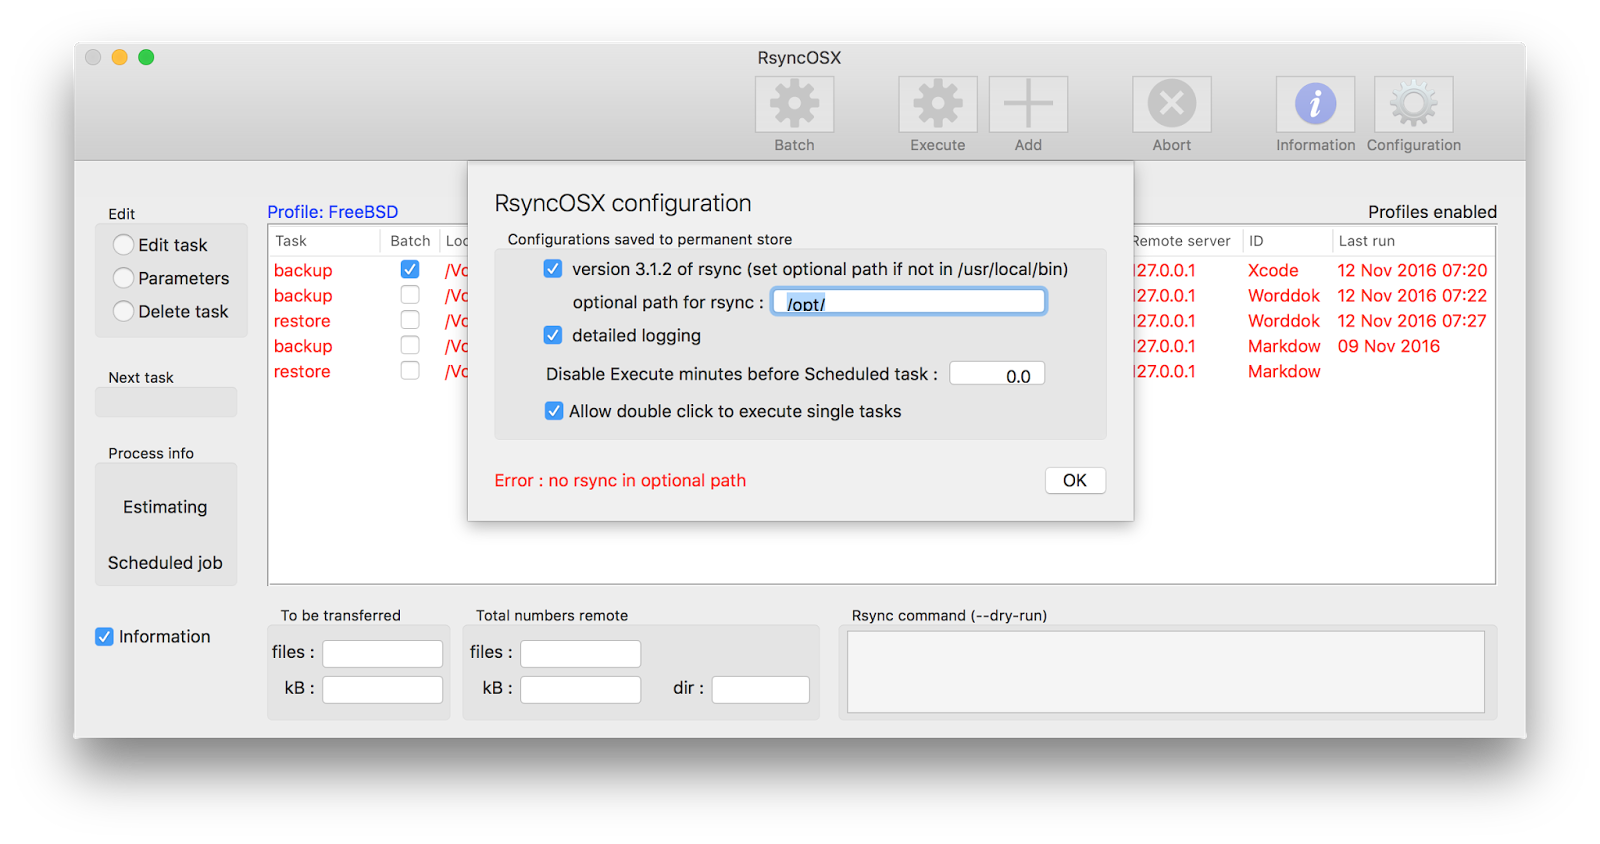 RsyncOSX
Batch
Execute
Add
Abort
Information
Configuration
RsyncOSX configuration
Configurations saved to permanent store
version 3.1.2 of rsync (set optional path if not in /usr/local/bin)
optional path for rsync : /opt/
detailed logging
Disable Execute minutes before Scheduled task : 0.0
Allow double click to execute single tasks
Error : no rsync in optional path
OK
Edit
Edit task
Parameters
Delete task
Next task
Process info
Estimating
Scheduled job
Information
Profile: FreeBSD
Profiles enabled
Task Batch Loc Remote server ID Last run
backup /Vo 127.0.0.1 Xcode 12 Nov 2016 07:20
backup /Vo 127.0.0.1 Worddok 12 Nov 2016 07:22
restore /Vo 127.0.0.1 Worddok 12 Nov 2016 07:27
backup /Vo 127.0.0.1 Markdow 09 Nov 2016
restore /Vo 127.0.0.1 Markdow
To be transferred
files :
kB :
Total numbers remote
files :
kB : dir :
Rsync command (--dry-run)